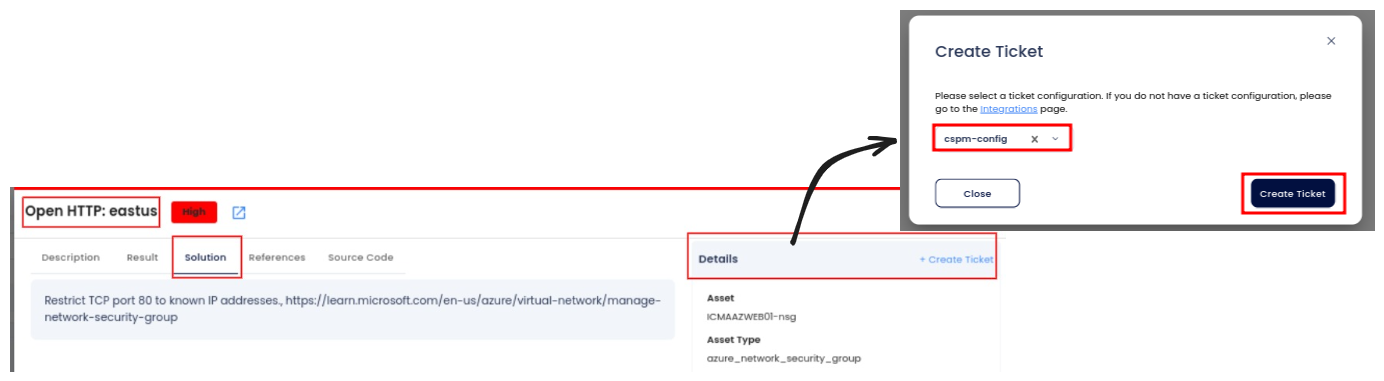 Create Ticket
Please select a ticket configuration. If you do not have a ticket configuration, please
go to the Integrations page.
cspm-config
Close
Create Ticket
Open HTTP: eastus
High
Description Result Solution References Source Code
Restrict TCP port 80 to known IP addresses., https://learn.microsoft.com/en-us/azure/virtual-network/manage-
network-security-group
Details
+ Create Ticket
Asset
ICMAAZWEB01-nsg
Asset Type
azure_network_security_group